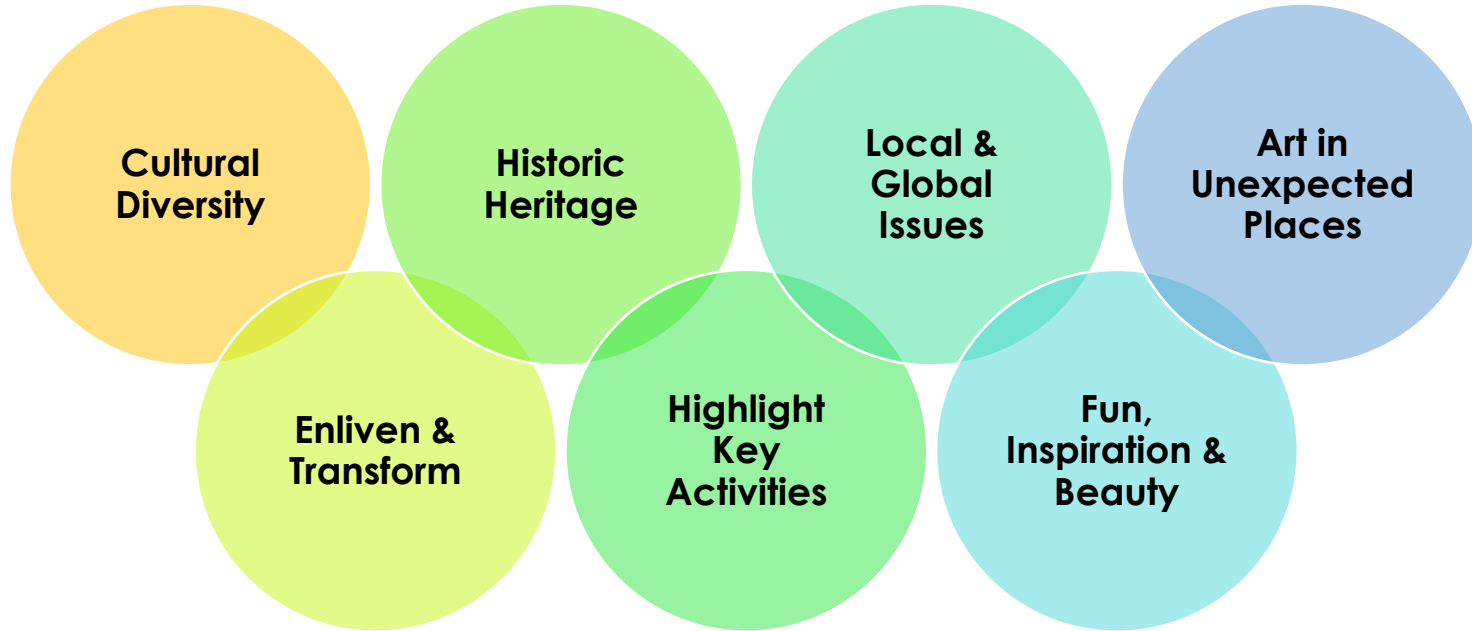 Cultural
Diversity
Historic
Heritage
Local &
Global
Issues
Art in
Unexpected
Places
Enliven &
Transform
Highlight
Key
Activities
Fun,
Inspiration &
Beauty